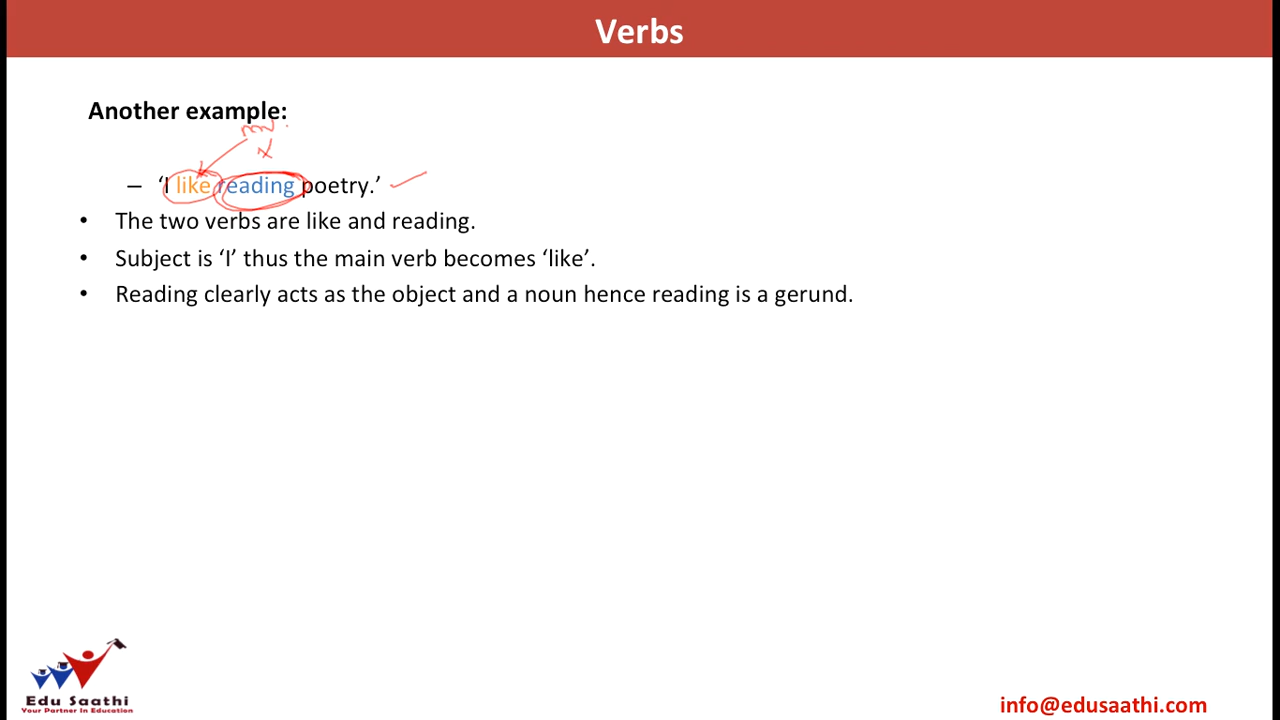 Verbs
Another example:
– ‘I like reading poetry.’
• The two verbs are like and reading.
• Subject is ‘I’ thus the main verb becomes ‘like’.
• Reading clearly acts as the object and a noun hence reading is a gerund.
Edu Saathi
Your Partner In Education
info@edusaathi.com